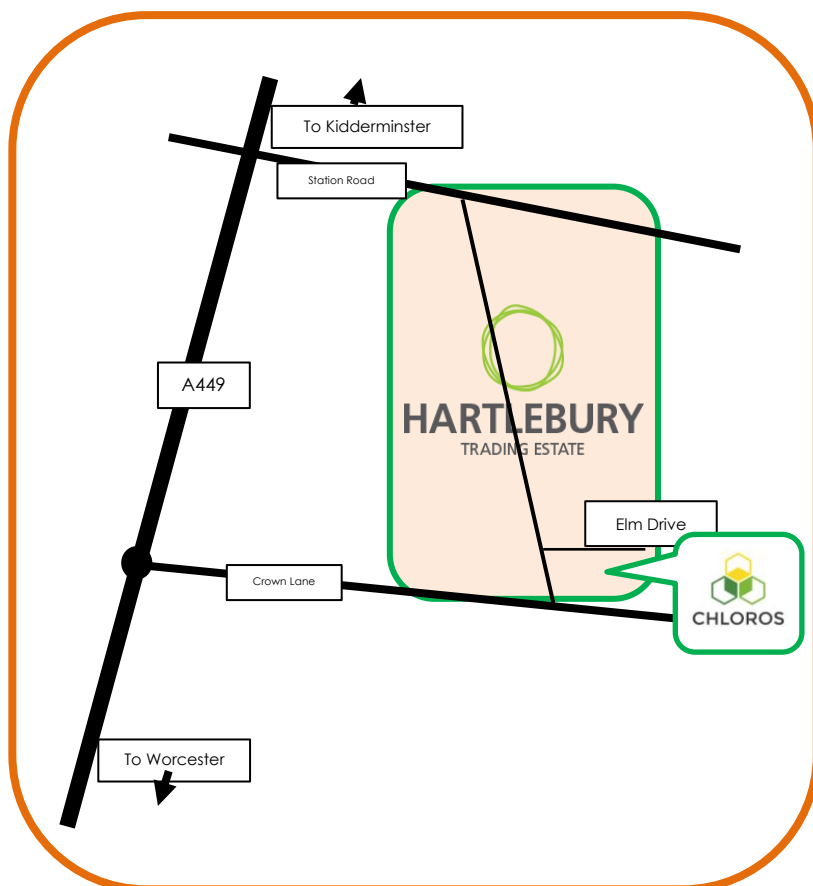 To Kidderminster
Station Road
A449
HARTLEBURY
TRADING ESTATE
Elm Drive
Crown Lane
CHLOROS
To Worcester